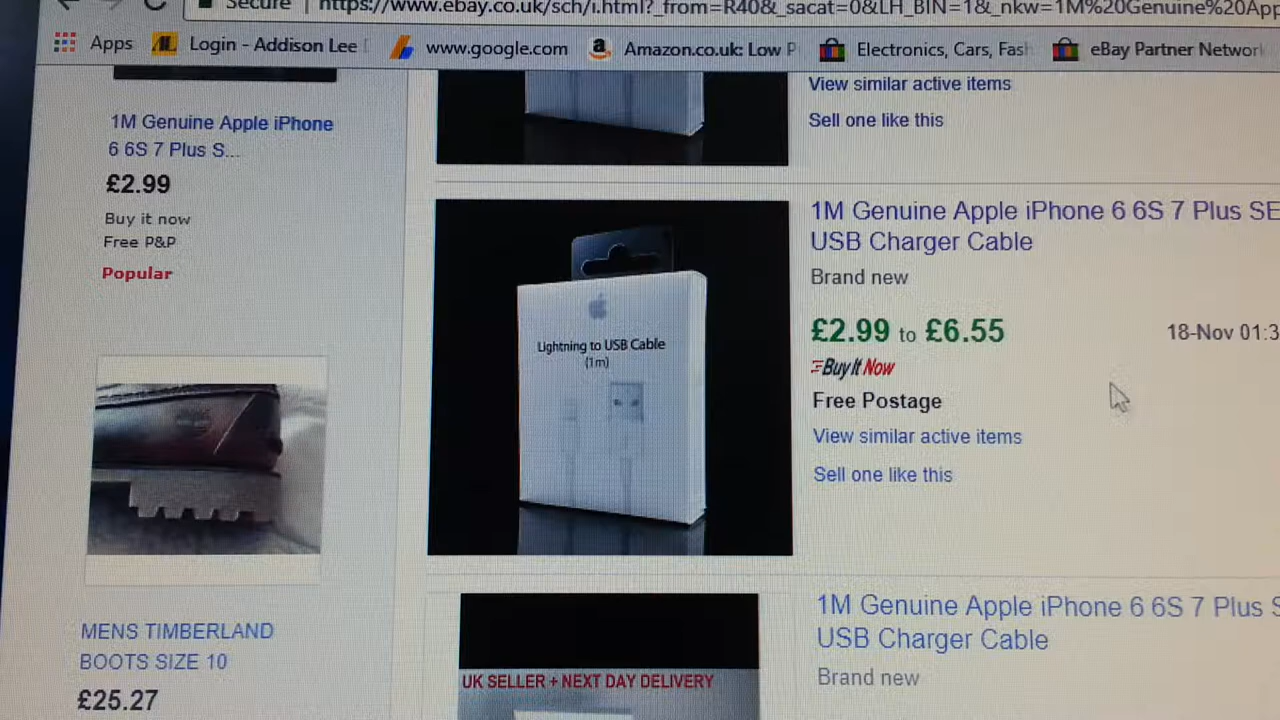 Secure | https://www.ebay.co.uk/sch/i.html?_from=R40&_sacat=0&LH_BIN=1&_nkw=1M%20Genuine%20App
Apps
Login - Addison Lee
www.google.com
Amazon.co.uk: Low P
Electronics, Cars, Fash
eBay Partner Network
1M Genuine Apple iPhone
6 6S 7 Plus S...
£2.99
Buy it now
Free P&P
Popular
MENS TIMBERLAND
BOOTS SIZE 10
£25.27
View similar active items
Sell one like this
Lightning to USB Cable
(1m)
1M Genuine Apple iPhone 6 6S 7 Plus SE
USB Charger Cable
Brand new
£2.99 to £6.55
18-Nov 01:3
Buy It Now
Free Postage
View similar active items
Sell one like this
UK SELLER + NEXT DAY DELIVERY
1M Genuine Apple iPhone 6 6S 7 Plus S
USB Charger Cable
Brand new